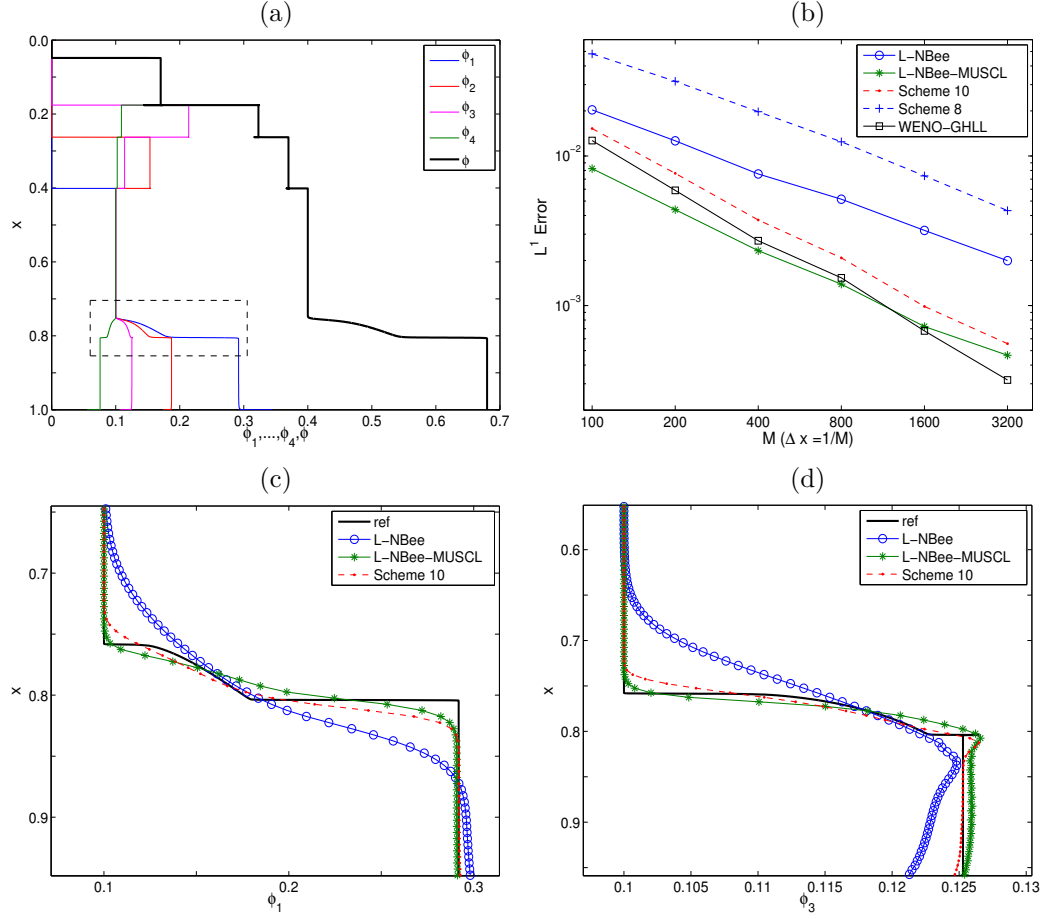 (a)
0.0
0.2
0.4
0.6
0.8
1.0
x
0
0.1
0.2
0.3
0.4
0.5
0.6
0.7
ϕ1,...,ϕ4,ϕ
ϕ1
ϕ2
ϕ3
ϕ4
ϕ
(b)
10−2
10−3
L1 Error
100
200
400
800
1600
3200
M (Δ x =1/M)
L−NBee
L−NBee−MUSCL
Scheme 10
Scheme 8
WENO−GHLL
(c)
0.7
0.8
0.9
x
0.1
0.2
0.3
ϕ1
ref
L−NBee
L−NBee−MUSCL
Scheme 10
(d)
0.6
0.7
0.8
0.9
x
0.1
0.105
0.11
0.115
0.12
0.125
0.13
ϕ3
ref
L−NBee
L−NBee−MUSCL
Scheme 10